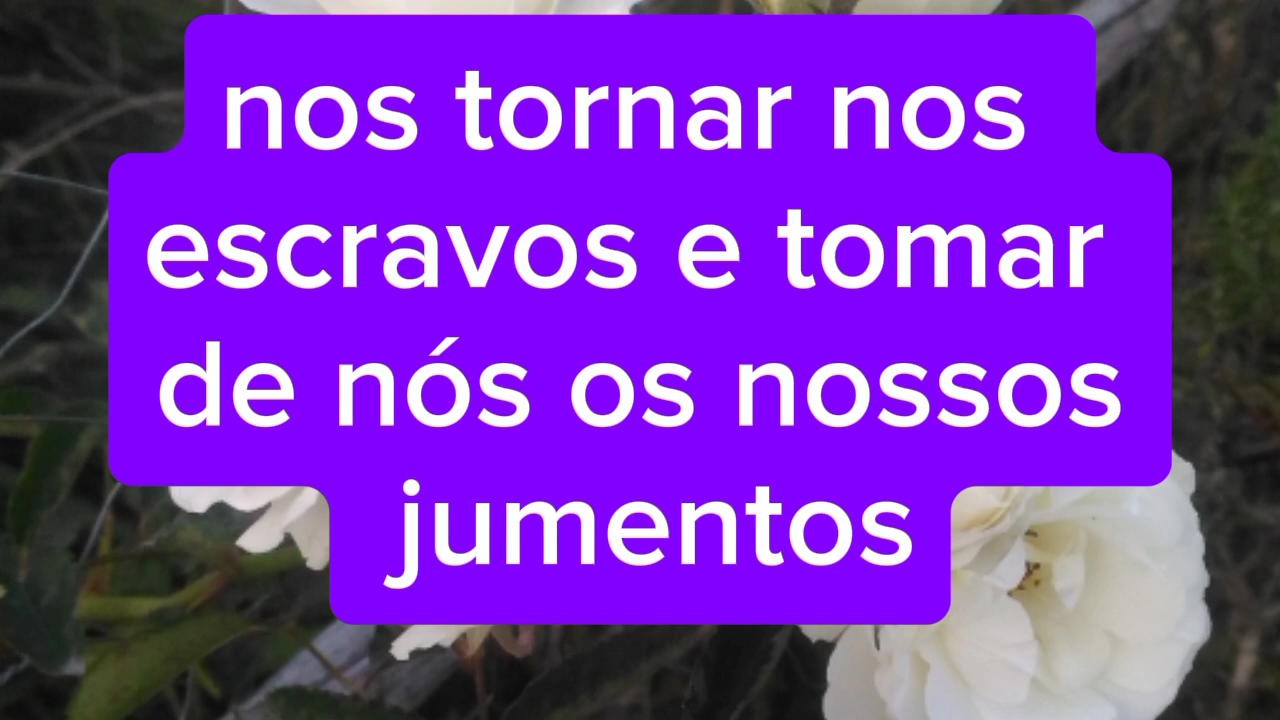 nos tornar nos
escravos e tomar
de nós os nossos
jumentos